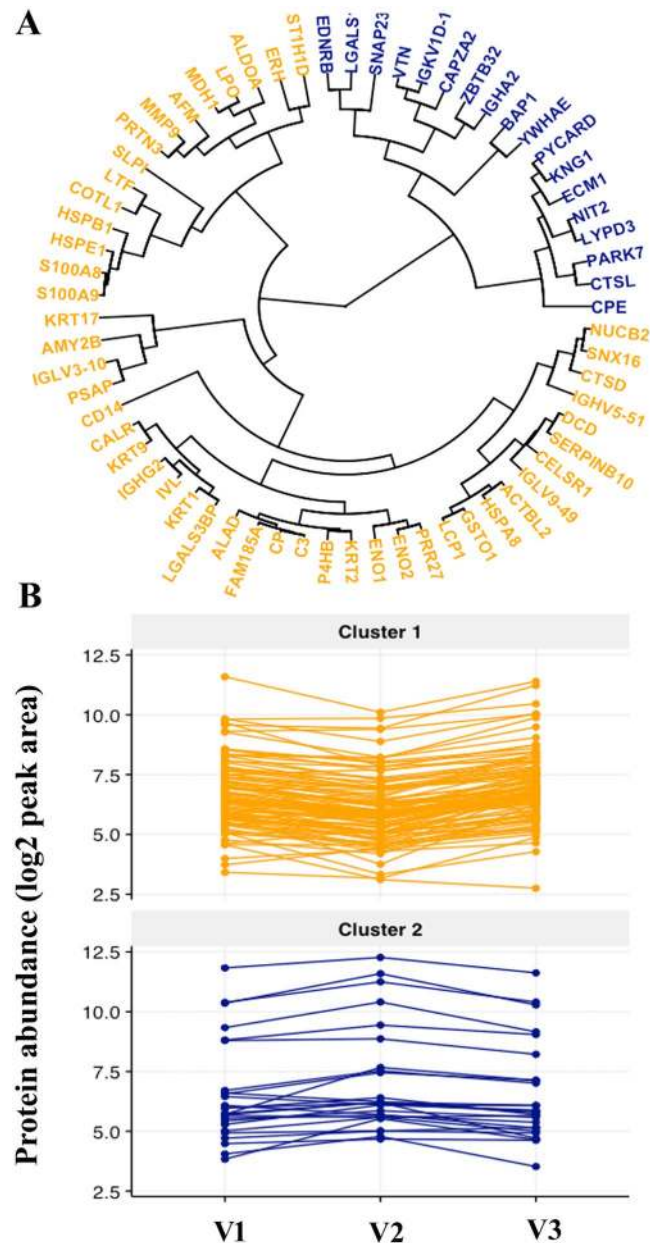 A
EDNRB
LGALS'
SNAP23
VTN
IGKV1D-1
CAPZA2
ZBTB32
IGHA2
BAP1
YWHAE
PYCARD
KNG1
ECM1
NIT2
LYPD3
PARK7
CTSL
CPE
NUCB2
SNX16
CTSD
IGHV5-51
DCD
SERPINB10
CELSR1
IGLV9-49
ACTBL2
HSPA8
GSTO1
LCP1
PRR27
ENO2
ENO1
KRT2
P4HB
C3
CP
FAM185A
ALAD
LGALS3BP
KRT1
IVL
IGHG2
KRT9
CALR
CD14
PSAP
IGLV3-10
AMY2B
KRT17
S100A9
S100A8
HSPE1
HSPB1
COTL1
LTF
SLPI
PRTN3
MMP9
AFM
MDH1
LPO
ALDOA
ERH
ST1H1D
B
Protein abundance (log2 peak area)
Cluster 1
12.5
10.0
7.5
5.0
2.5
Cluster 2
12.5
10.0
7.5
5.0
2.5
V1 V2 V3